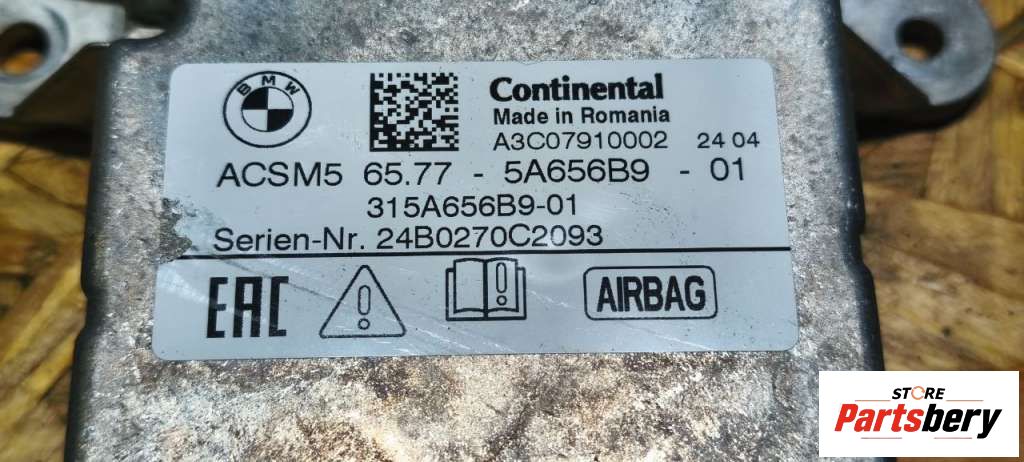 BMW
Continental
Made in Romania
A3C07910002 24 04
ACSM5 65.77 - 5A656B9 - 01
315A656B9-01
Serien-Nr. 24B0270C2093
EAC
AIRBAG
STORE
Partsbery